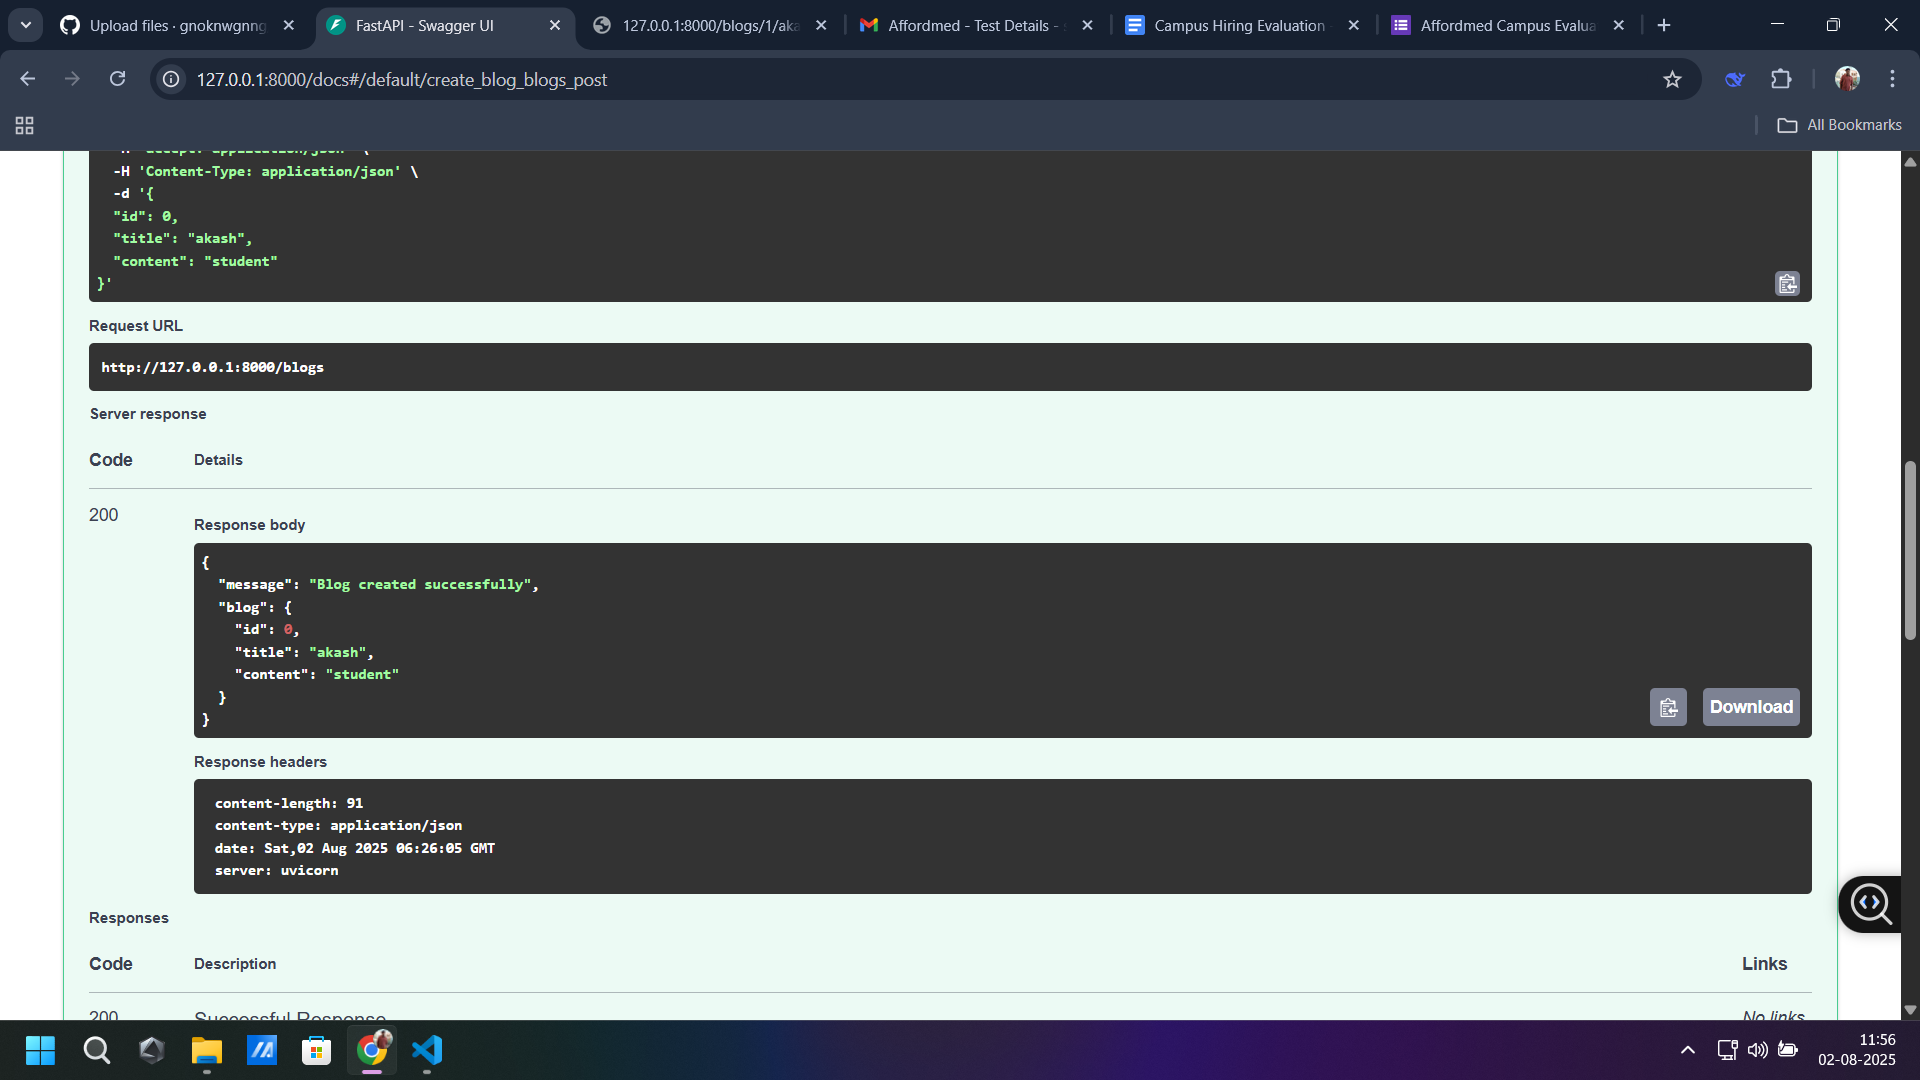 Upload files · gnoknwgnng
FastAPI - Swagger UI
127.0.0.1:8000/blogs/1/aka
Affordmed - Test Details -
Campus Hiring Evaluation
Affordmed Campus Evalua
127.0.0.1:8000/docs#/default/create_blog_blogs_post
All Bookmarks
-H 'accept: application/json' \
-H 'Content-Type: application/json' \
-d '{
"id": 0,
"title": "akash",
"content": "student"
}'
Request URL
http://127.0.0.1:8000/blogs
Server response
Code Details
200
Response body
{
"message": "Blog created successfully",
"blog": {
"id": 0,
"title": "akash",
"content": "student"
}
}
Download
Response headers
content-length: 91
content-type: application/json
date: Sat,02 Aug 2025 06:26:05 GMT
server: uvicorn
Responses
Code Description Links
200 Successful Response No links
11:56
02-08-2025